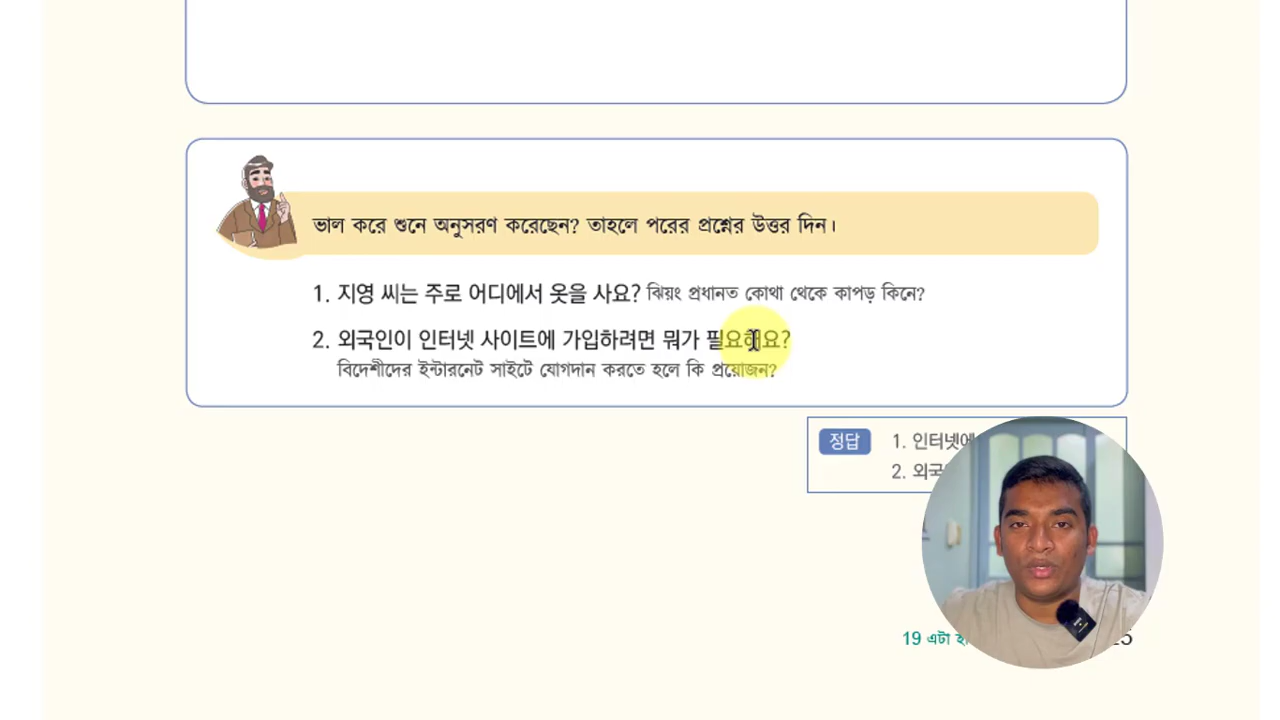 ভাল করে শুনে অনুসরণ করেছেন? তাহলে পরের প্রশ্নের উত্তর দিন।
1. 지영 씨는 주로 어디에서 옷을 사요? ঝিয়ং প্রধানত কোথা থেকে কাপড় কিনে?
2. 외국인이 인터넷 사이트에 가입하려면 뭐가 필요해요?
বিদেশীদের ইন্টারনেট সাইটে যোগদান করতে হলে কি প্রয়োজন?
정답 1. 인터넷에
2.
19 এটা